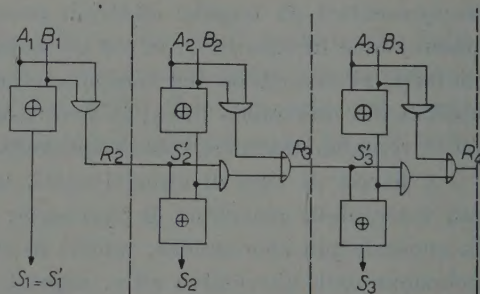 A₁ B₁ A₂ B₂ A₃ B₃
⊕ ⊕ ⊕
R₂ S'₂ R₃ S'₃ R₄
⊕ ⊕
S₁ = S'₁ S₂ S₃